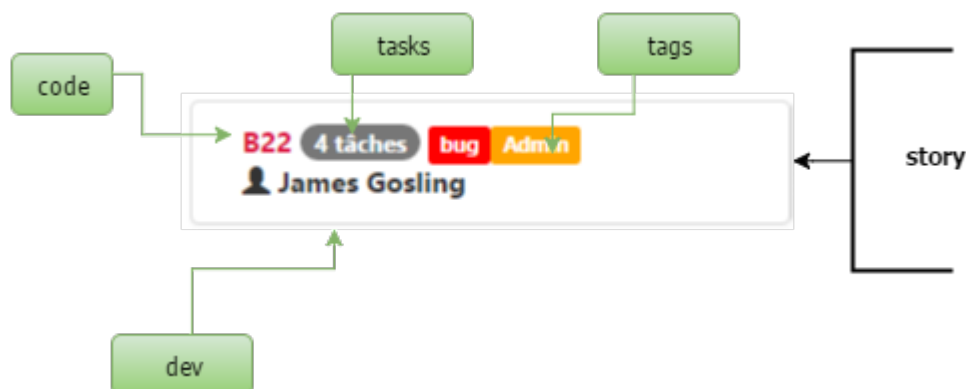 tasks
tags
code
B22 4 tâches bug Admin
James Gosling
story
dev